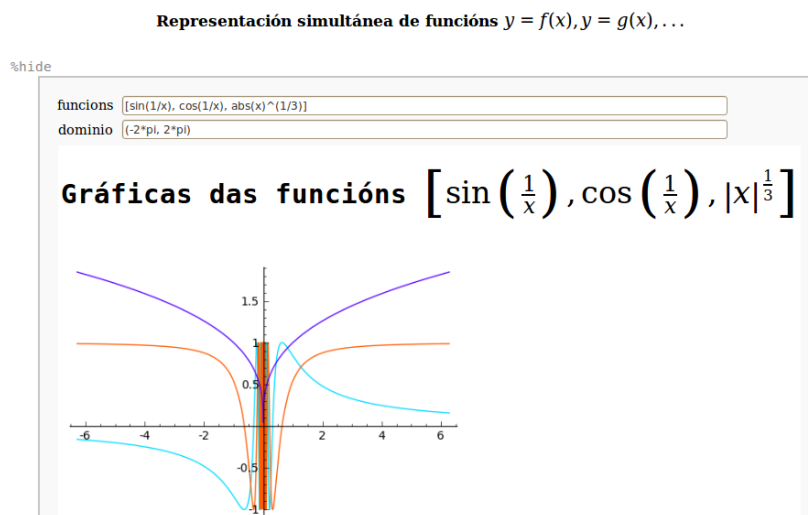 Representación simultánea de funcións y = f(x), y = g(x), ...
%hide
funcions [sin(1/x), cos(1/x), abs(x)^(1/3)]
dominio (-2*pi, 2*pi)
Gráficas das funcións [sin(1/x), cos(1/x), |x|^(1/3)]
1.5
1
0.5
-6 -4 -2 2 4 6
-0.5
-1